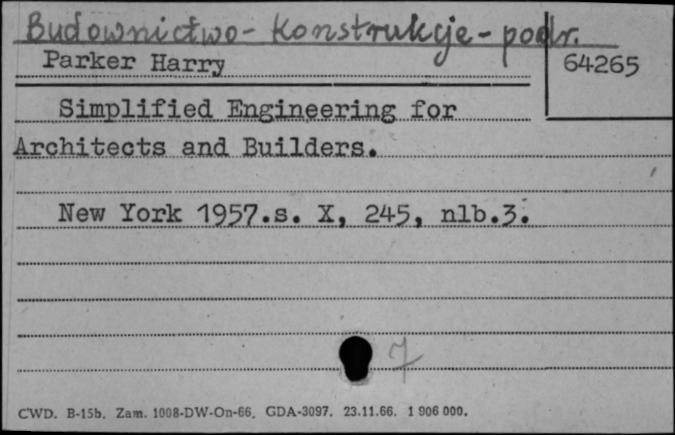 Budownictwo - Konstrukcje - podr.
Parker Harry
64265
Simplified Engineering for
Architects and Builders.
New York 1957.s. X, 245, nlb.3.
7
CWD. B-15b. Zam. 1008-DW-On-66. GDA-3097. 23.11.66. 1 906 000.